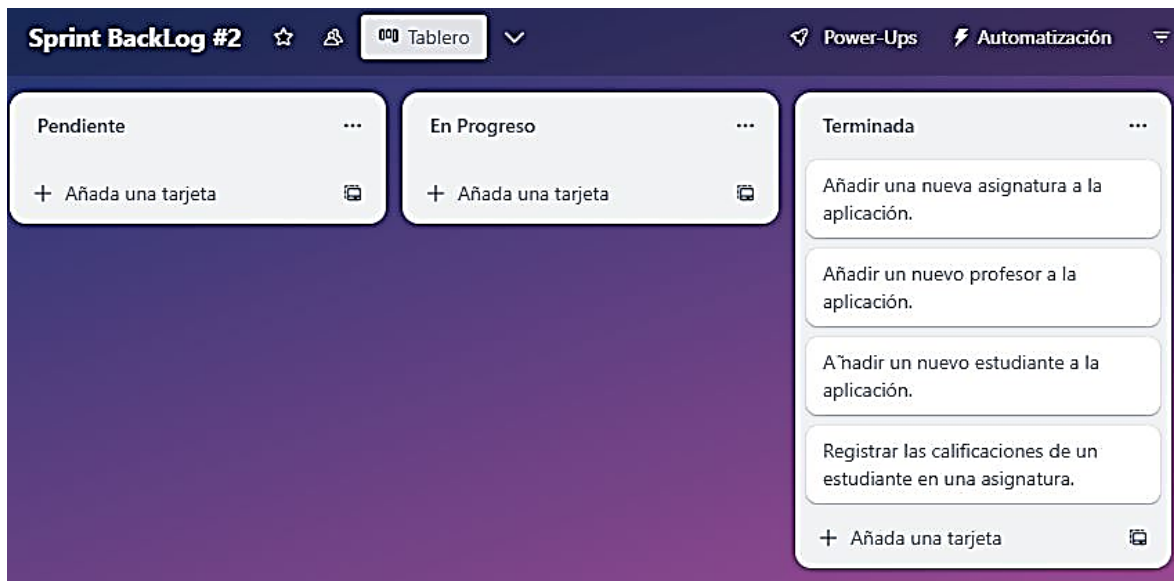 Sprint BackLog #2 Tablero Power-Ups Automatización
Pendiente
+ Añada una tarjeta
En Progreso
+ Añada una tarjeta
Terminada
Añadir una nueva asignatura a la
aplicación.
Añadir un nuevo profesor a la
aplicación.
A ̃nadir un nuevo estudiante a la
aplicación.
Registrar las calificaciones de un
estudiante en una asignatura.
+ Añada una tarjeta